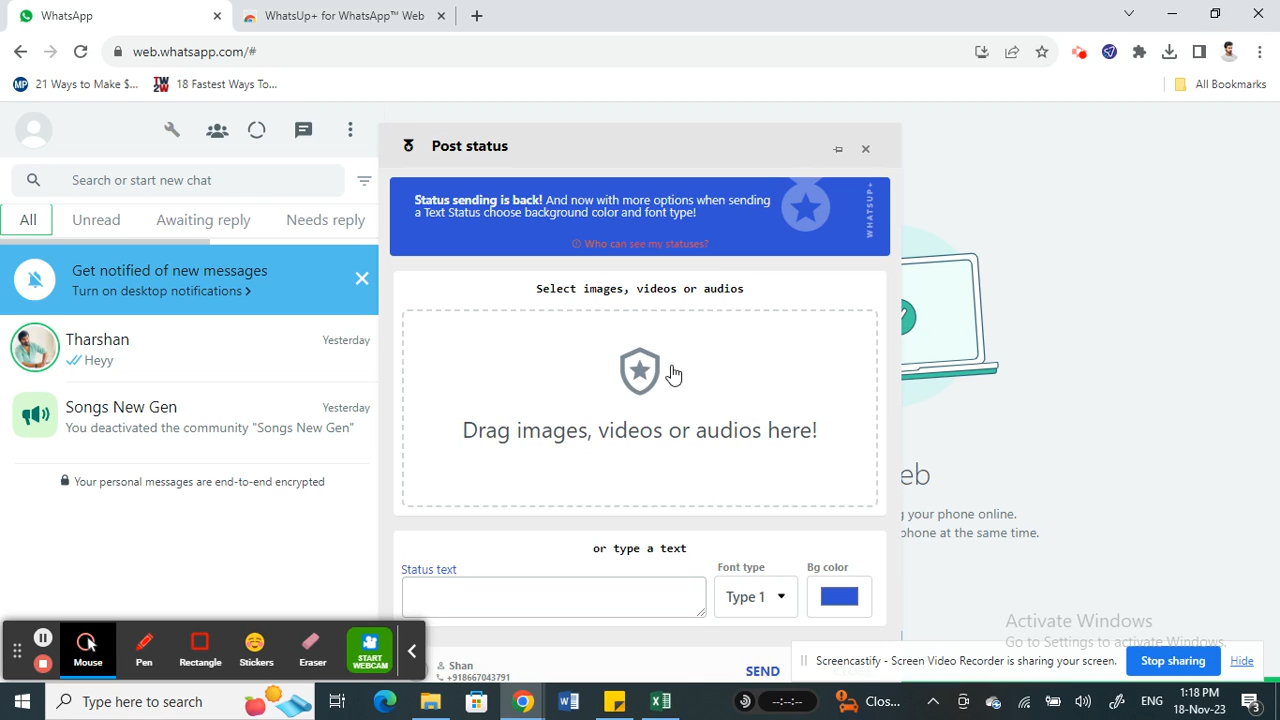 WhatsApp
WhatsUp+ for WhatsApp™ Web
web.whatsapp.com/#
MP 21 Ways to Make $...
18 Fastest Ways To...
All Bookmarks
Post status
Search or start new chat
Status sending is back! And now with more options when sending
a Text Status choose background color and font type!
WHATSUP+
Who can see my statuses?
All
Unread
Awaiting reply
Needs reply
Get notified of new messages
Turn on desktop notifications >
Select images, videos or audios
Tharshan
Yesterday
Heyy
Songs New Gen
Yesterday
You deactivated the community "Songs New Gen"
Drag images, videos or audios here!
Your personal messages are end-to-end encrypted
eb
g your phone online.
phone at the same time.
or type a text
Status text
Font type
Bg color
Type 1
Activate Windows
Go to Settings to activate Windows.
Mouse
Pen
Rectangle
Stickers
Eraser
START
WEBCAM
Shan
+918667043791
SEND
Screencastify - Screen Video Recorder is sharing your screen.
Stop sharing
Hide
Type here to search
--:--:--
Clos...
ENG
1:18 PM
18-Nov-23
3